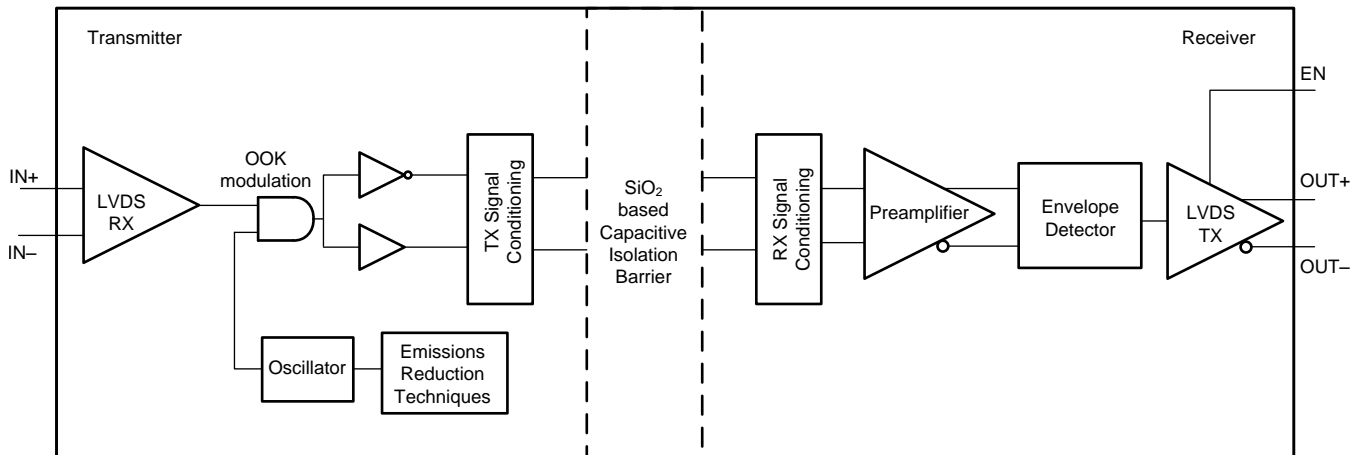 Transmitter
Receiver
EN
OOK
modulation
IN+
IN–
LVDS
RX
TX Signal
Conditioning
SiO₂
based
Capacitive
Isolation
Barrier
RX Signal
Conditioning
Preamplifier
Envelope
Detector
LVDS
TX
OUT+
OUT–
Oscillator
Emissions
Reduction
Techniques